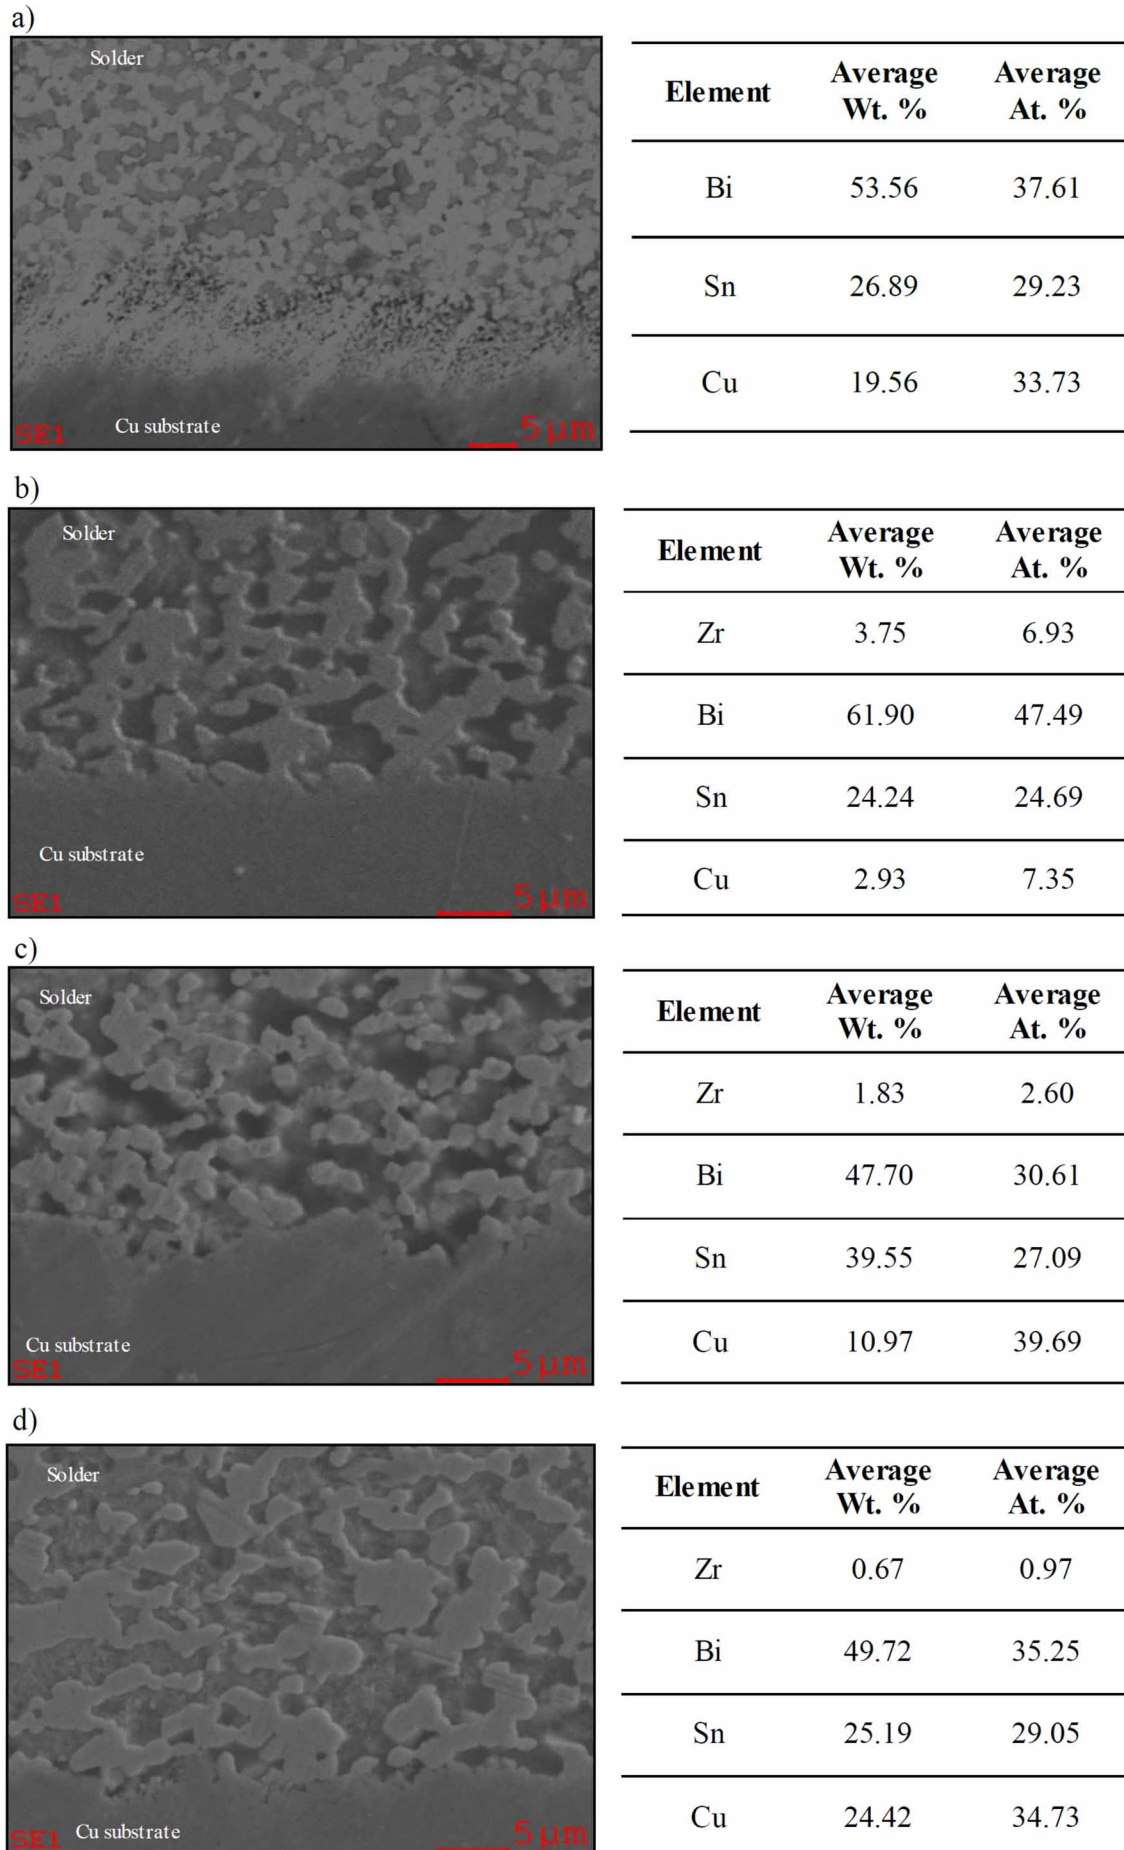 a)
Solder
Cu substrate
SE1
5 µm
Element Average Wt. % Average At. %
Bi 53.56 37.61
Sn 26.89 29.23
Cu 19.56 33.73
b)
Solder
Cu substrate
SE1
5 µm
Element Average Wt. % Average At. %
Zr 3.75 6.93
Bi 61.90 47.49
Sn 24.24 24.69
Cu 2.93 7.35
c)
Solder
Cu substrate
SE1
5 µm
Element Average Wt. % Average At. %
Zr 1.83 2.60
Bi 47.70 30.61
Sn 39.55 27.09
Cu 10.97 39.69
d)
Solder
Cu substrate
SE1
5 µm
Element Average Wt. % Average At. %
Zr 0.67 0.97
Bi 49.72 35.25
Sn 25.19 29.05
Cu 24.42 34.73